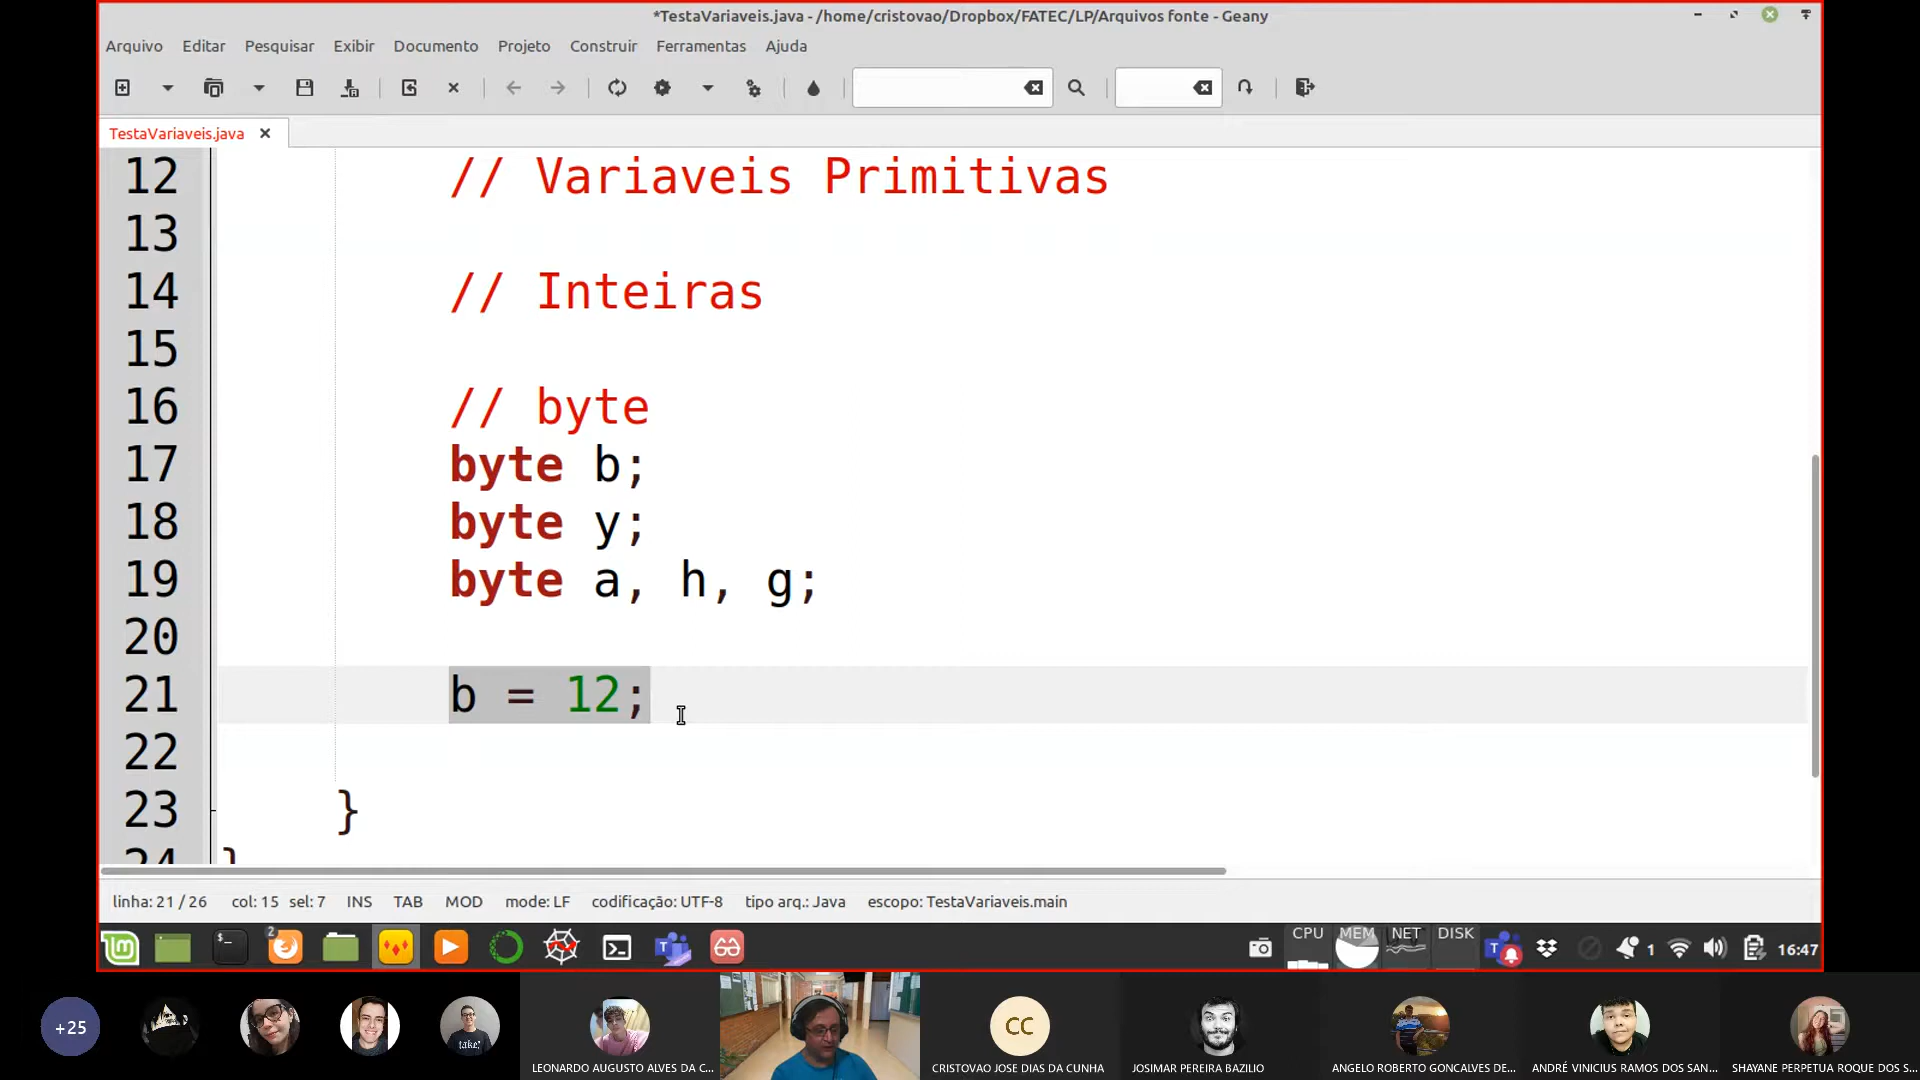 *TestaVariaveis.java - /home/cristovao/Dropbox/FATEC/LP/Arquivos fonte - Geany
Arquivo Editar Pesquisar Exibir Documento Projeto Construir Ferramentas Ajuda
TestaVariaveis.java
12 // Variaveis Primitivas
13
14 // Inteiras
15
16 // byte
17 byte b;
18 byte y;
19 byte a, h, g;
20
21 b = 12;
22
23 }
24 }
linha: 21 / 26 col: 15 sel: 7 INS TAB MOD mode: LF codificação: UTF-8 tipo arq.: Java escopo: TestaVariaveis.main
2 CPU MEM NET DISK 1 16:47
+25 take! CC
LEONARDO AUGUSTO ALVES DA C... CRISTOVAO JOSE DIAS DA CUNHA JOSIMAR PEREIRA BAZILIO ANGELO ROBERTO GONCALVES DE... ANDRÉ VINICIUS RAMOS DOS SAN... SHAYANE PERPETUA ROQUE DOS S...